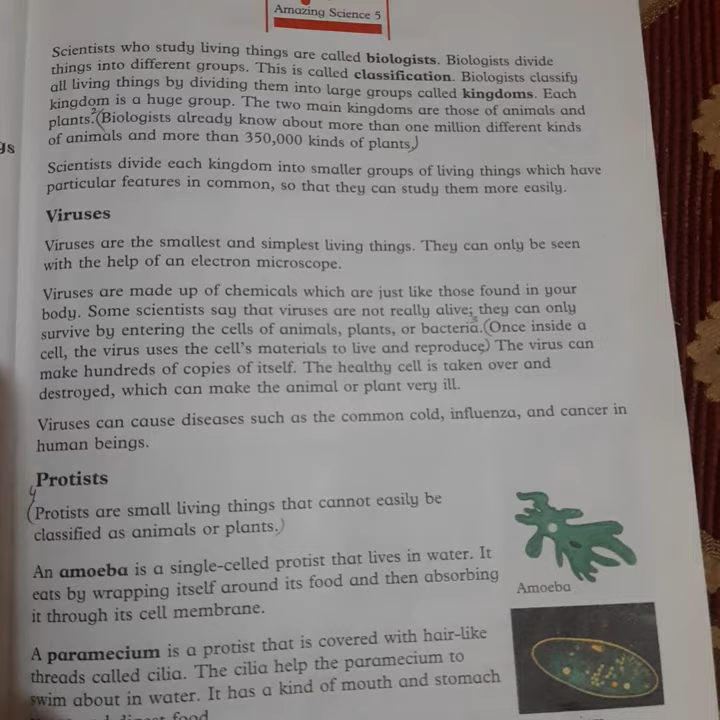 Amazing Science 5
Scientists who study living things are called biologists. Biologists divide
things into different groups. This is called classification. Biologists classify
all living things by dividing them into large groups called kingdoms. Each
kingdom is a huge group. The two main kingdoms are those of animals and
plants. 2 (Biologists already know about more than one million different kinds
of animals and more than 350,000 kinds of plants.)
Scientists divide each kingdom into smaller groups of living things which have
particular features in common, so that they can study them more easily.
Viruses
Viruses are the smallest and simplest living things. They can only be seen
with the help of an electron microscope.
Viruses are made up of chemicals which are just like those found in your
body. Some scientists say that viruses are not really alive; they can only
survive by entering the cells of animals, plants, or bacteria. (Once inside a
cell, the virus uses the cell's materials to live and reproduce.) The virus can
make hundreds of copies of itself. The healthy cell is taken over and
destroyed, which can make the animal or plant very ill.
Viruses can cause diseases such as the common cold, influenza, and cancer in
human beings.
Protists
4
(Protists are small living things that cannot easily be
classified as animals or plants.)
An amoeba is a single-celled protist that lives in water. It
eats by wrapping itself around its food and then absorbing
it through its cell membrane.
Amoeba
A paramecium is a protist that is covered with hair-like
threads called cilia. The cilia help the paramecium to
swim about in water. It has a kind of mouth and stomach
food